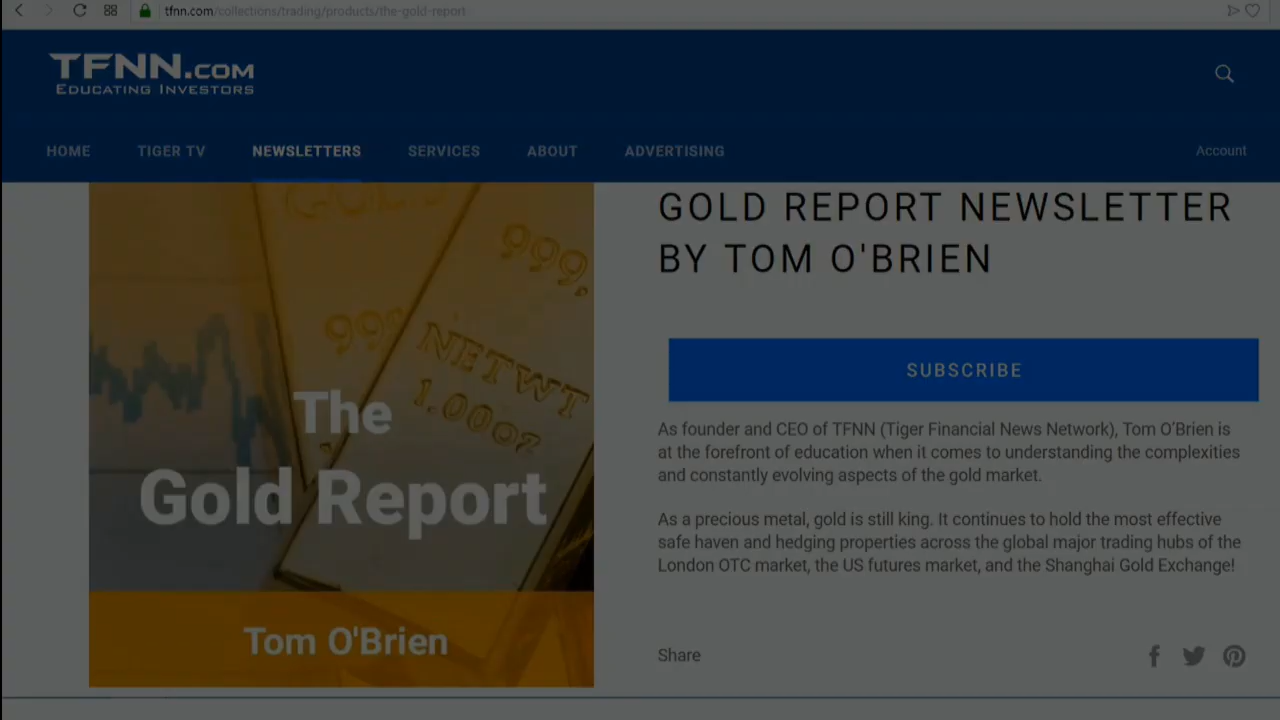 tfnn.com/collections/trading/products/the-gold-report
TFNN.COM
EDUCATING INVESTORS
HOME
TIGER TV
NEWSLETTERS
SERVICES
ABOUT
ADVERTISING
Account
GOLD
999.
999
NETWT
1.00oz
The
Gold Report
Tom O'Brien
GOLD REPORT NEWSLETTER
BY TOM O'BRIEN
SUBSCRIBE
As founder and CEO of TFNN (Tiger Financial News Network), Tom O'Brien is
at the forefront of education when it comes to understanding the complexities
and constantly evolving aspects of the gold market.
As a precious metal, gold is still king. It continues to hold the most effective
safe haven and hedging properties across the global major trading hubs of the
London OTC market, the US futures market, and the Shanghai Gold Exchange!
Share